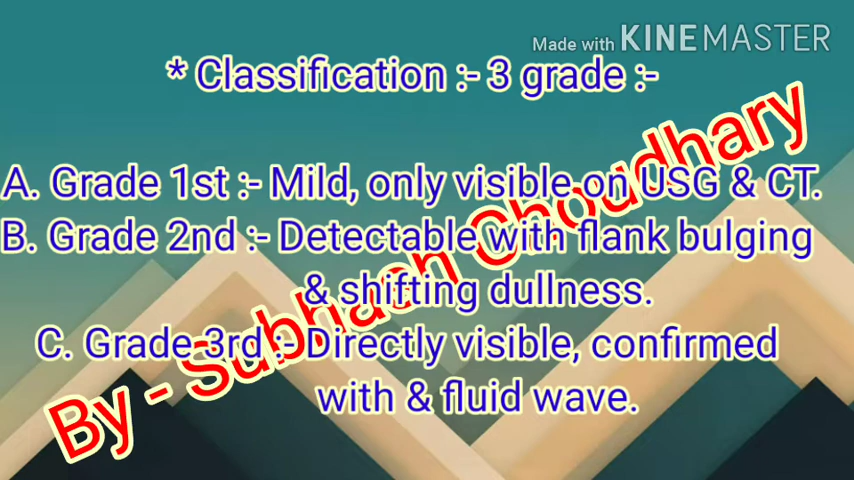 Made with KINEMASTER
* Classification :- 3 grade :-
A. Grade 1st :- Mild, only visible on USG & CT.
B. Grade 2nd :- Detectable with flank bulging
& shifting dullness.
C. Grade 3rd :- Directly visible, confirmed
with & fluid wave.
By - Subhash Choudhary